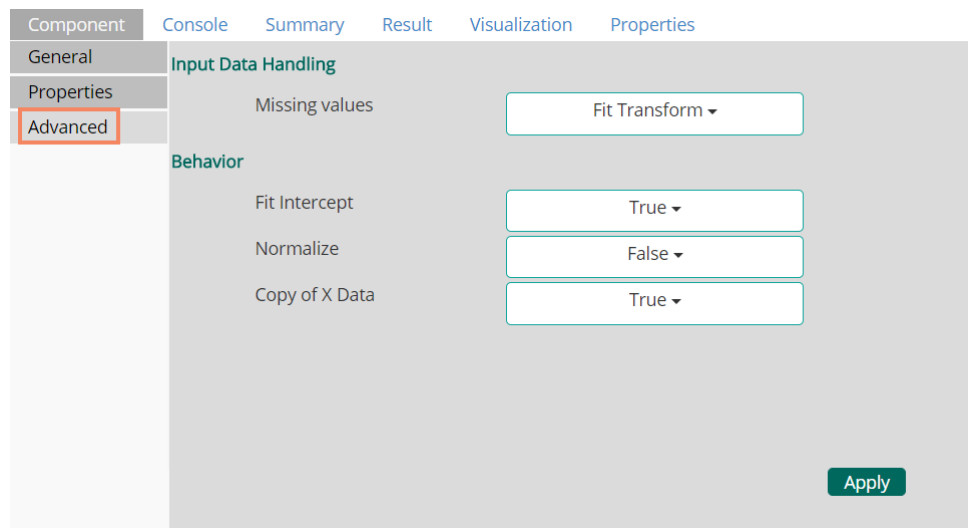 Component Console Summary Result Visualization Properties
General
Properties
Advanced
Input Data Handling
Missing values Fit Transform
Behavior
Fit Intercept True
Normalize False
Copy of X Data True
Apply